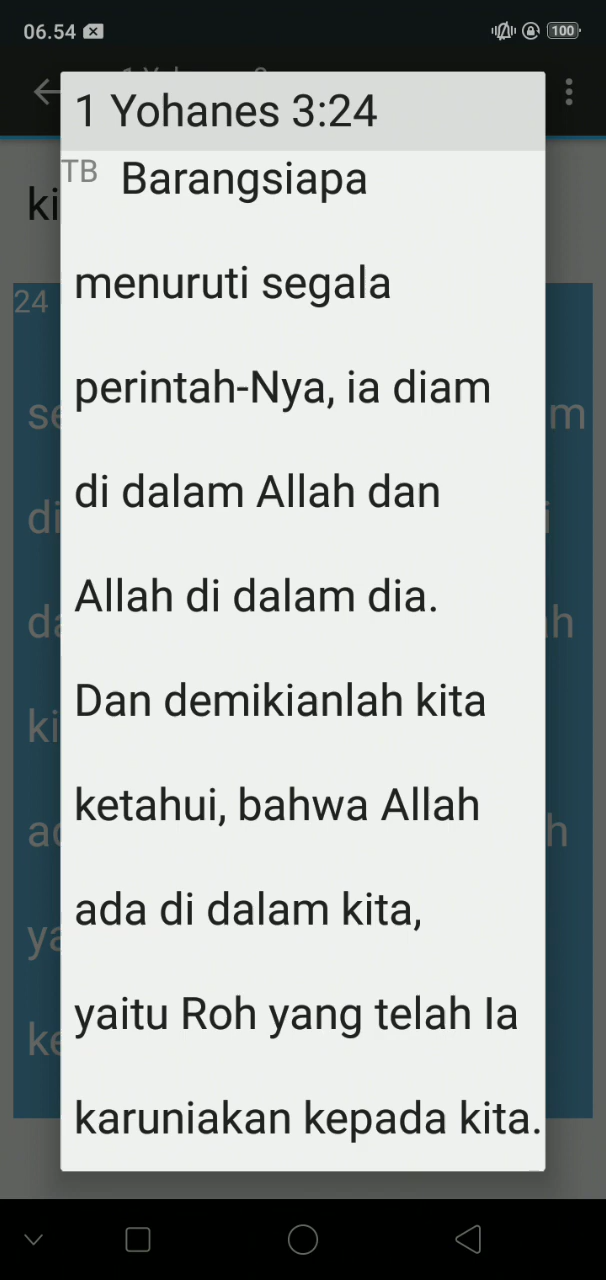 06.54
100
1 Yohanes 3:24
TB Barangsiapa
menuruti segala
perintah-Nya, ia diam
di dalam Allah dan
Allah di dalam dia.
Dan demikianlah kita
ketahui, bahwa Allah
ada di dalam kita,
yaitu Roh yang telah Ia
karuniakan kepada kita.
24